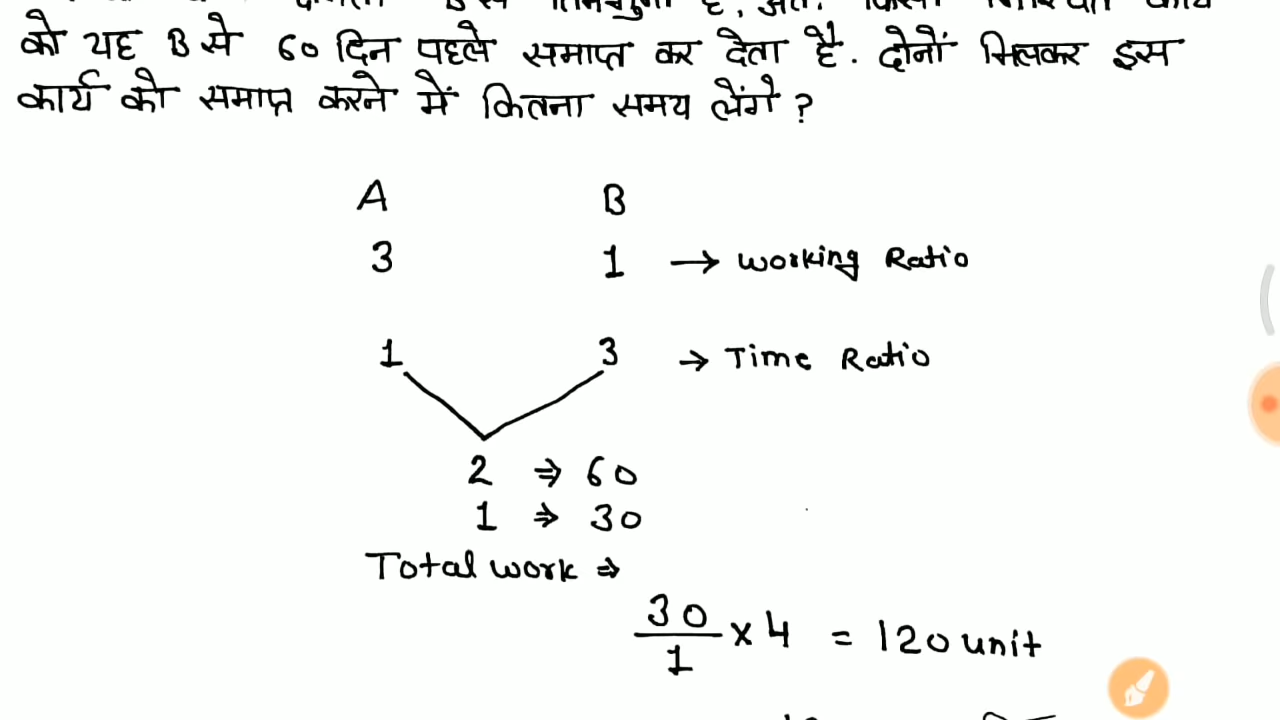 को यह B से 60 दिन पहले समाप्त कर देता है. दोनों मिलकर इस
कार्य को समाप्त करने में कितना समय लेंगे ?
A B
3 1 → Working Ratio
1 3 → Time Ratio
2 ⇒ 60
1 ⇒ 30
Total work ⇒
30/1 x 4 = 120 unit